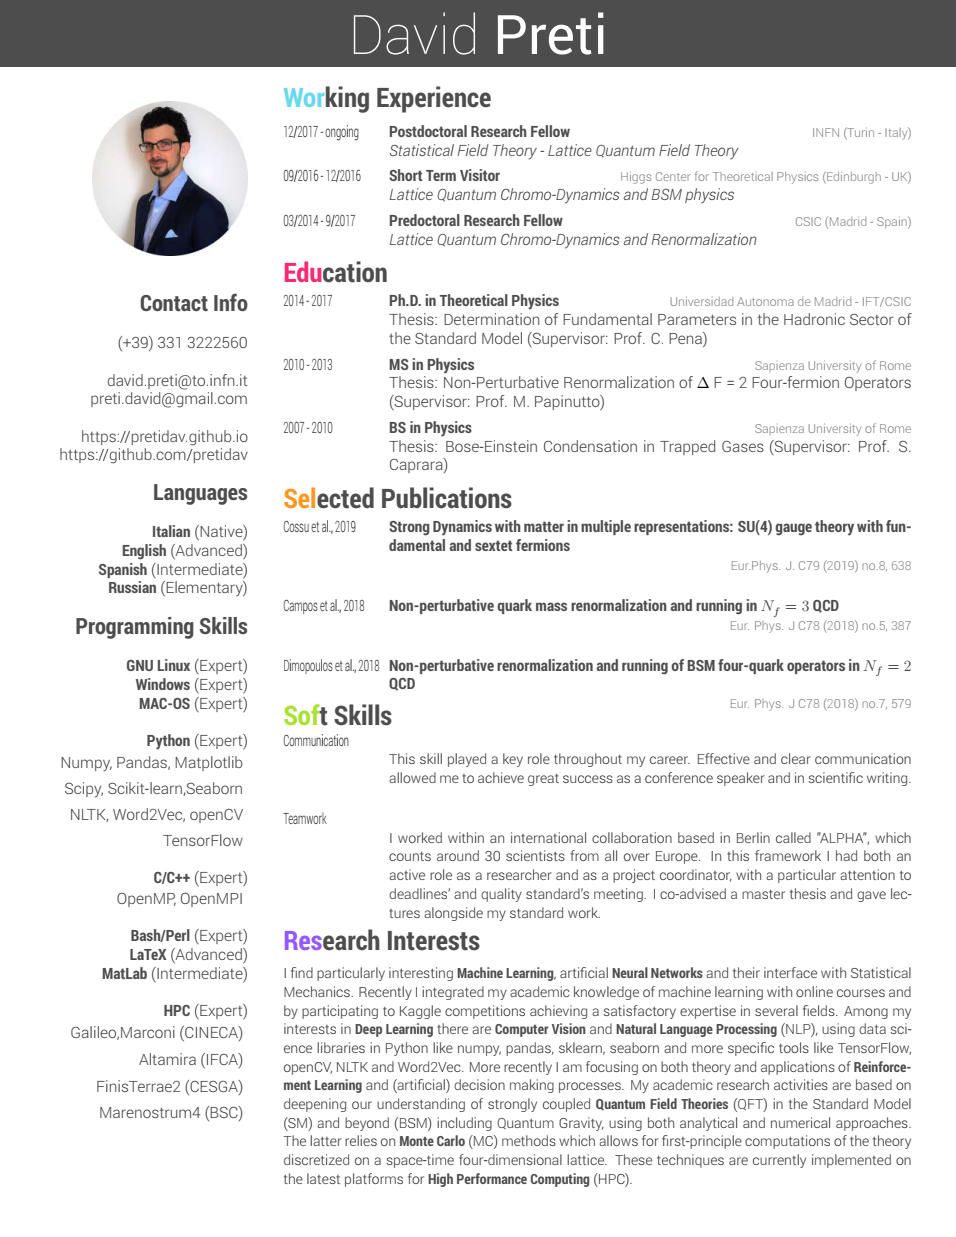 David Preti
Contact Info
(+39) 331 3222560
david.preti@to.infn.it
preti.david@gmail.com
https://pretidav.github.io
https://github.com/pretidav
Languages
Italian (Native)
English (Advanced)
Spanish (Intermediate)
Russian (Elementary)
Programming Skills
GNU Linux (Expert)
Windows (Expert)
MAC-OS (Expert)
Python (Expert)
Numpy, Pandas, Matplotlib
Scipy, Scikit-learn,Seaborn
NLTK, Word2Vec, openCV
TensorFlow
C/C++ (Expert)
OpenMP, OpenMPI
Bash/Perl (Expert)
LaTeX (Advanced)
MatLab (Intermediate)
HPC (Expert)
Galileo,Marconi (CINECA)
Altamira (IFCA)
FinisTerrae2 (CESGA)
Marenostrum4 (BSC)
Working Experience
12/2017 - ongoing Postdoctoral Research Fellow INFN (Turin - Italy)
Statistical Field Theory - Lattice Quantum Field Theory
09/2016 - 12/2016 Short Term Visitor Higgs Center for Theoretical Physics (Edinburgh - UK)
Lattice Quantum Chromo-Dynamics and BSM physics
03/2014 - 9/2017 Predoctoral Research Fellow CSIC (Madrid - Spain)
Lattice Quantum Chromo-Dynamics and Renormalization
Education
2014 - 2017 Ph.D. in Theoretical Physics Universidad Autonoma de Madrid - IFT/CSIC
Thesis: Determination of Fundamental Parameters in the Hadronic Sector of
the Standard Model (Supervisor: Prof. C. Pena)
2010 - 2013 MS in Physics Sapienza University of Rome
Thesis: Non-Perturbative Renormalization of Δ F = 2 Four-fermion Operators
(Supervisor: Prof. M. Papinutto)
2007 - 2010 BS in Physics Sapienza University of Rome
Thesis: Bose-Einstein Condensation in Trapped Gases (Supervisor: Prof. S.
Caprara)
Selected Publications
Cossu et al., 2019 Strong Dynamics with matter in multiple representations: SU(4) gauge theory with fun-
damental and sextet fermions
Eur.Phys. J. C79 (2019) no.8, 638
Campos et al., 2018 Non-perturbative quark mass renormalization and running in N_f = 3 QCD
Eur. Phys. J C78 (2018) no.5, 387
Dimopoulos et al., 2018 Non-perturbative renormalization and running of BSM four-quark operators in N_f = 2
QCD
Eur. Phys. J C78 (2018) no.7, 579
Soft Skills
Communication
This skill played a key role throughout my career. Effective and clear communication
allowed me to achieve great success as a conference speaker and in scientific writing.
Teamwork
I worked within an international collaboration based in Berlin called "ALPHA", which
counts around 30 scientists from all over Europe. In this framework I had both an
active role as a researcher and as a project coordinator, with a particular attention to
deadlines' and quality standard's meeting. I co-advised a master thesis and gave lec-
tures alongside my standard work.
Research Interests
I find particularly interesting Machine Learning, artificial Neural Networks and their interface with Statistical
Mechanics. Recently I integrated my academic knowledge of machine learning with online courses and
by participating to Kaggle competitions achieving a satisfactory expertise in several fields. Among my
interests in Deep Learning there are Computer Vision and Natural Language Processing (NLP), using data sci-
ence libraries in Python like numpy, pandas, sklearn, seaborn and more specific tools like TensorFlow,
openCV, NLTK and Word2Vec. More recently I am focusing on both theory and applications of Reinforce-
ment Learning and (artificial) decision making processes. My academic research activities are based on
deepening our understanding of strongly coupled Quantum Field Theories (QFT) in the Standard Model
(SM) and beyond (BSM) including Quantum Gravity, using both analytical and numerical approaches.
The latter relies on Monte Carlo (MC) methods which allows for first-principle computations of the theory
discretized on a space-time four-dimensional lattice. These techniques are currently implemented on
the latest platforms for High Performance Computing (HPC).